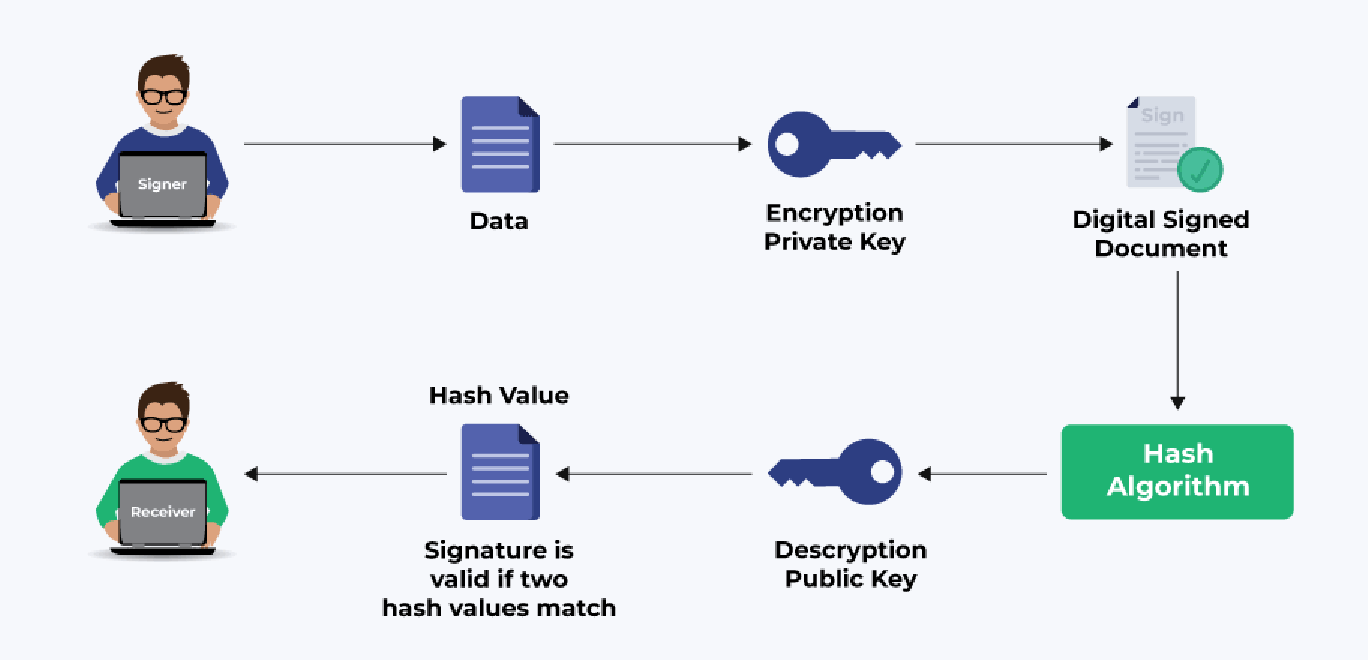 Signer
Data
Encryption
Private Key
Sign
Digital Signed
Document
Hash
Algorithm
Descryption
Public Key
Hash Value
Signature is
valid if two
hash values match
Receiver